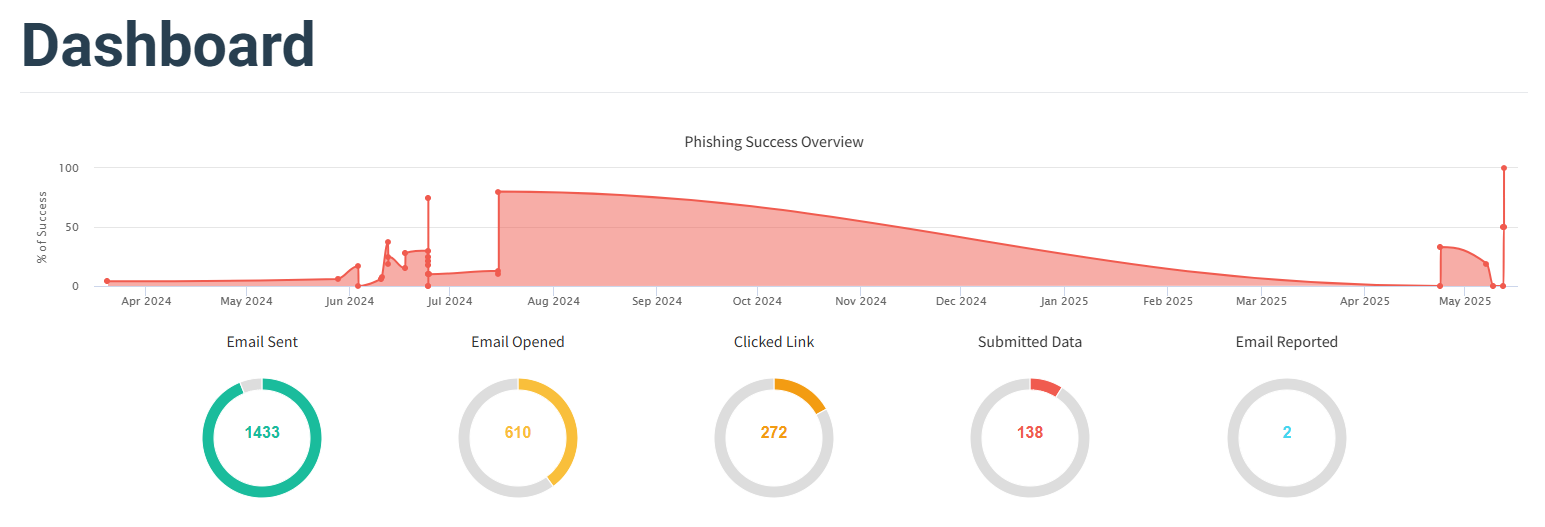 Dashboard
Phishing Success Overview
% of Success
100
50
0
Apr 2024 May 2024 Jun 2024 Jul 2024 Aug 2024 Sep 2024 Oct 2024 Nov 2024 Dec 2024 Jan 2025 Feb 2025 Mar 2025 Apr 2025 May 2025
Email Sent Email Opened Clicked Link Submitted Data Email Reported
1433 610 272 138 2